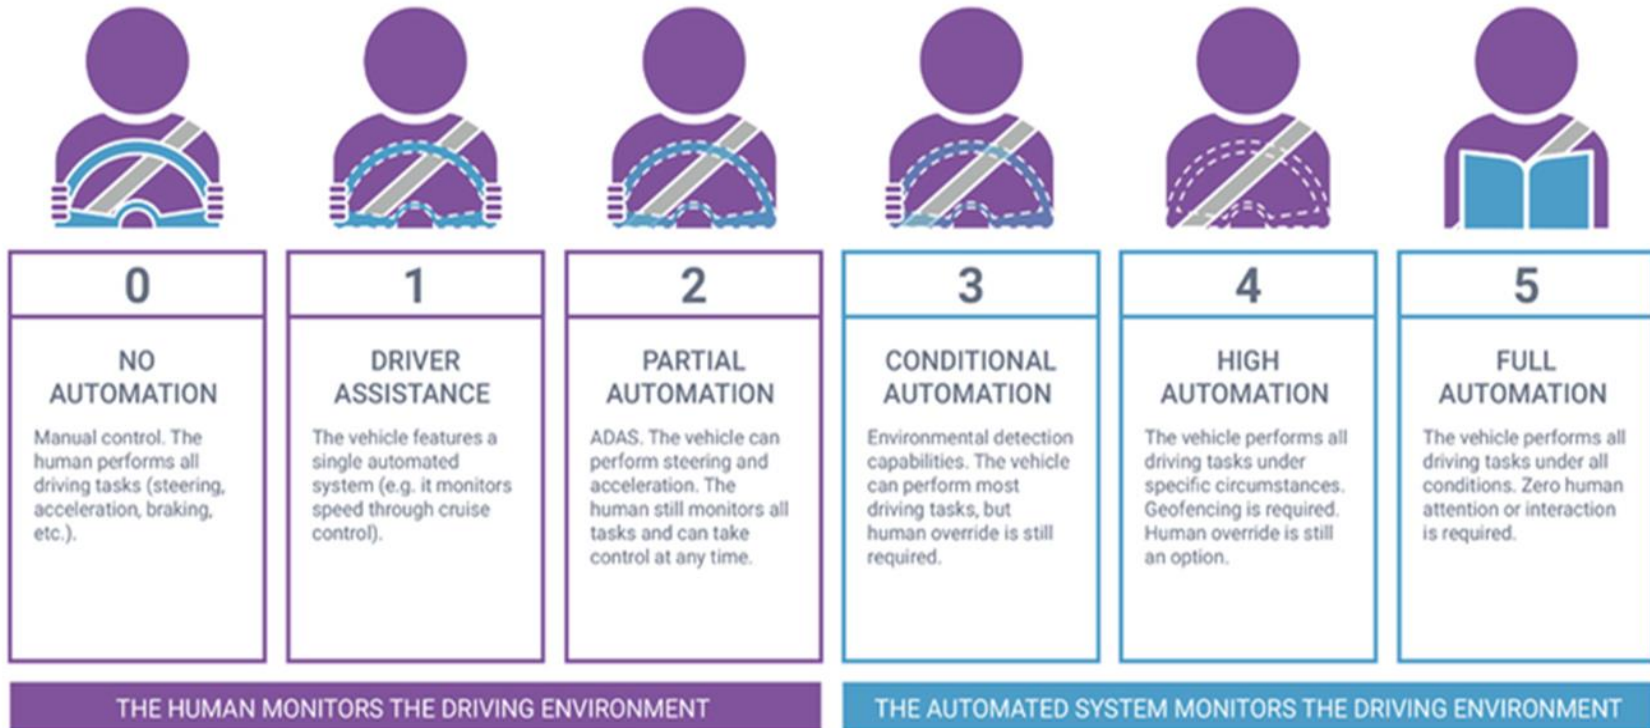 0
NO
AUTOMATION
Manual control. The
human performs all
driving tasks (steering,
acceleration, braking,
etc.).
1
DRIVER
ASSISTANCE
The vehicle features a
single automated
system (e.g. it monitors
speed through cruise
control).
2
PARTIAL
AUTOMATION
ADAS. The vehicle can
perform steering and
acceleration. The
human still monitors all
tasks and can take
control at any time.
3
CONDITIONAL
AUTOMATION
Environmental detection
capabilities. The vehicle
can perform most
driving tasks, but
human override is still
required.
4
HIGH
AUTOMATION
The vehicle performs all
driving tasks under
specific circumstances.
Geofencing is required.
Human override is still
an option.
5
FULL
AUTOMATION
The vehicle performs all
driving tasks under all
conditions. Zero human
attention or interaction
is required.
THE HUMAN MONITORS THE DRIVING ENVIRONMENT
THE AUTOMATED SYSTEM MONITORS THE DRIVING ENVIRONMENT